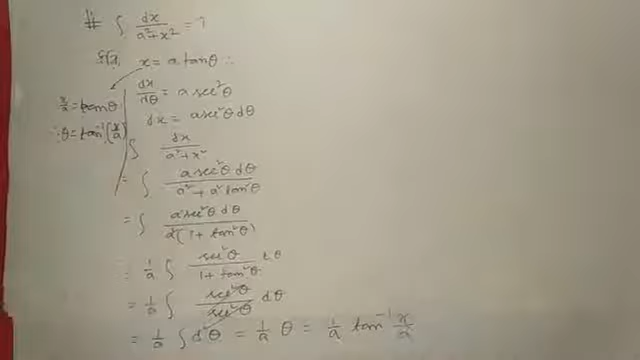 # ∫ dx/(a²+x²) = ?
ধরি, x = a tanθ ∴
x/a = tanθ
∴ θ = tan⁻¹(x/a)
dx/dθ = a sec²θ
dx = a sec²θ dθ
∫ dx/(a²+x²)
= ∫ a sec²θ dθ/(a² + a² tan²θ)
= ∫ a sec²θ dθ/(a²(1 + tan²θ))
= 1/a ∫ sec²θ/(1 + tan²θ) dθ
= 1/a ∫ sec²θ/sec²θ dθ
= 1/a ∫ dθ = 1/a θ = 1/a tan⁻¹ x/a